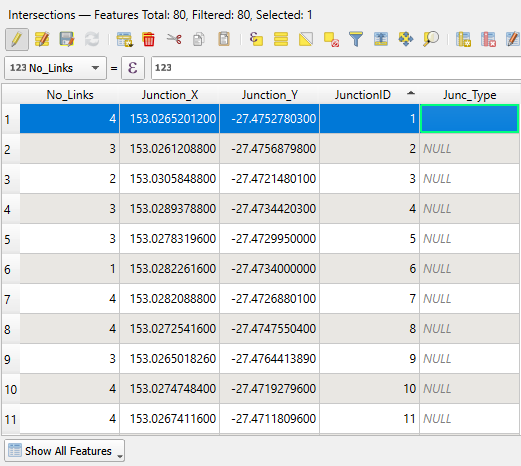 Intersections — Features Total: 80, Filtered: 80, Selected: 1
123 No_Links = ε 123
No_Links Junction_X Junction_Y JunctionID Junc_Type
1 4 153.0265201200 -27.4752780300 1
2 3 153.0261208800 -27.4756879800 2 NULL
3 2 153.0305848800 -27.4721480100 3 NULL
4 3 153.0289378800 -27.4734420300 4 NULL
5 3 153.0278319600 -27.4729950000 5 NULL
6 1 153.0282261600 -27.4734000000 6 NULL
7 4 153.0282088800 -27.4726880100 7 NULL
8 4 153.0272541600 -27.4747550400 8 NULL
9 3 153.0265018260 -27.4764413890 9 NULL
10 4 153.0274748400 -27.4719279600 10 NULL
11 4 153.0267411600 -27.4711809600 11 NULL
Show All Features